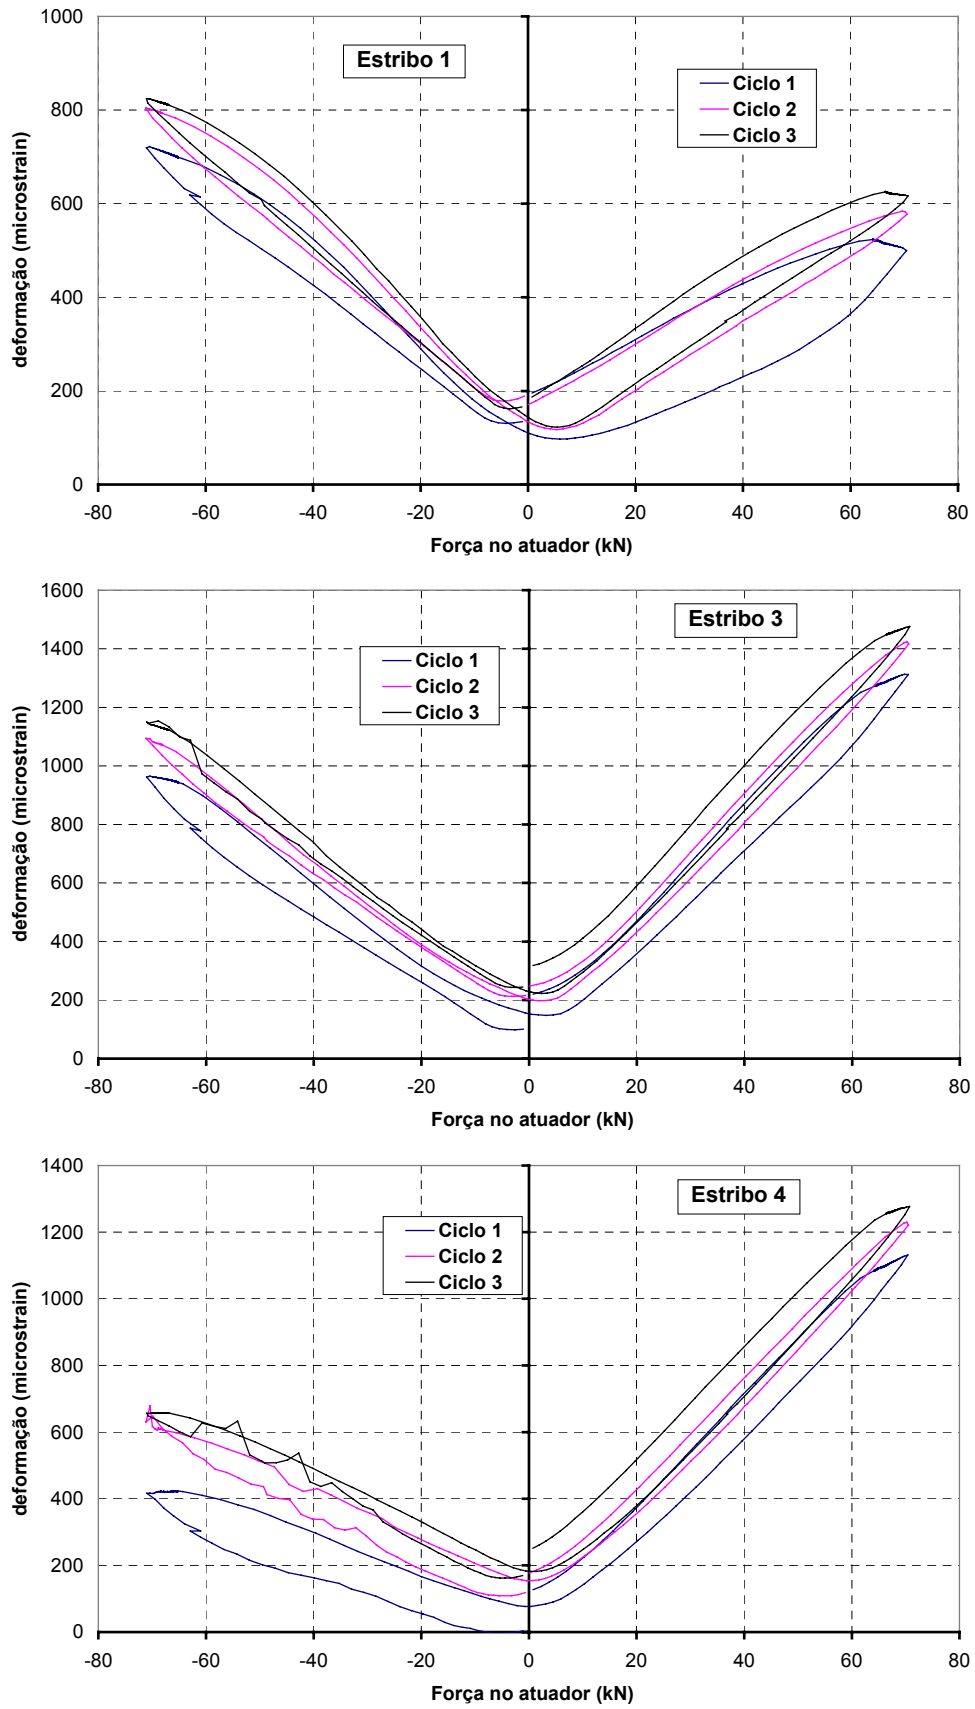 1000
800
600
400
200
0
-80 -60 -40 -20 0 20 40 60 80
deformação (microstrain)
Força no atuador (kN)
Estribo 1
Ciclo 1
Ciclo 2
Ciclo 3
1600
1400
1200
1000
800
600
400
200
0
-80 -60 -40 -20 0 20 40 60 80
deformação (microstrain)
Força no atuador (kN)
Estribo 3
Ciclo 1
Ciclo 2
Ciclo 3
1400
1200
1000
800
600
400
200
0
-80 -60 -40 -20 0 20 40 60 80
deformação (microstrain)
Força no atuador (kN)
Estribo 4
Ciclo 1
Ciclo 2
Ciclo 3